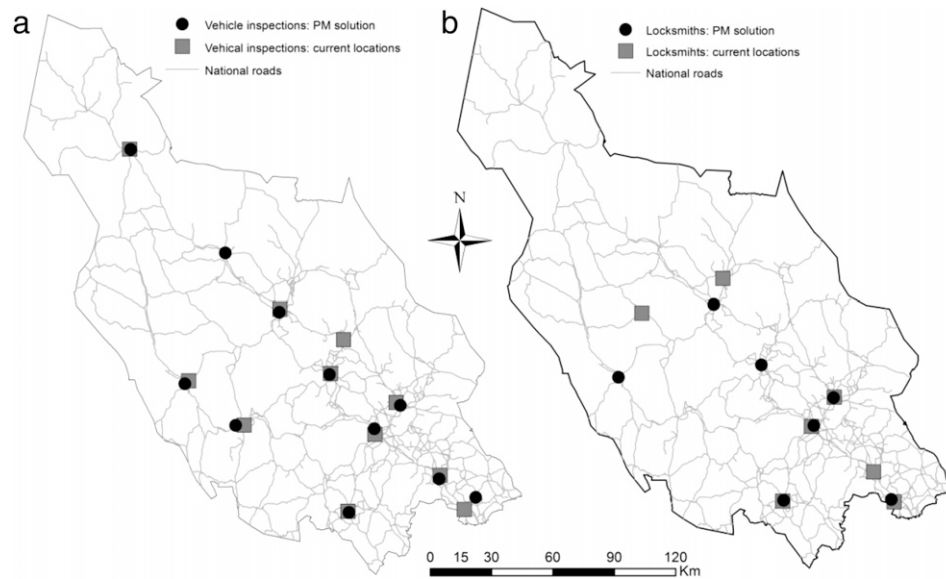 a
Vehicle inspections: PM solution
Vehical inspections: current locations
National roads
b
Locksmiths: PM solution
Locksmihts: current locations
National roads
N
0 15 30 60 90 120
Km